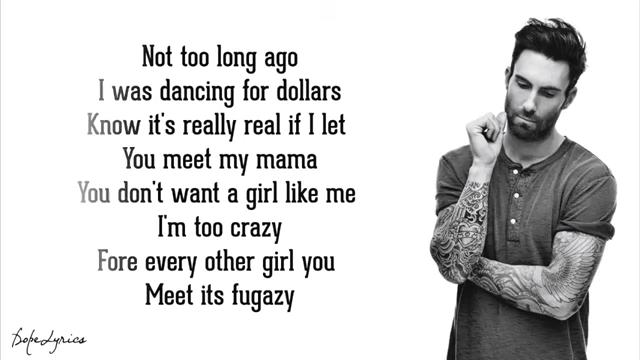 Not too long ago
I was dancing for dollars
Know it's really real if I let
You meet my mama
You don't want a girl like me
I'm too crazy
Fore every other girl you
Meet its fugazy
DopeLyrics